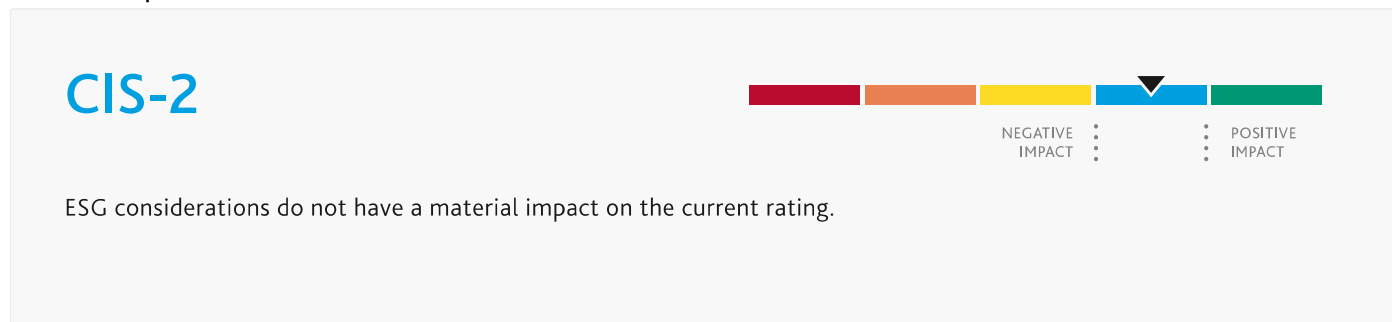 CIS-2
NEGATIVE
IMPACT
POSITIVE
IMPACT
ESG considerations do not have a material impact on the current rating.